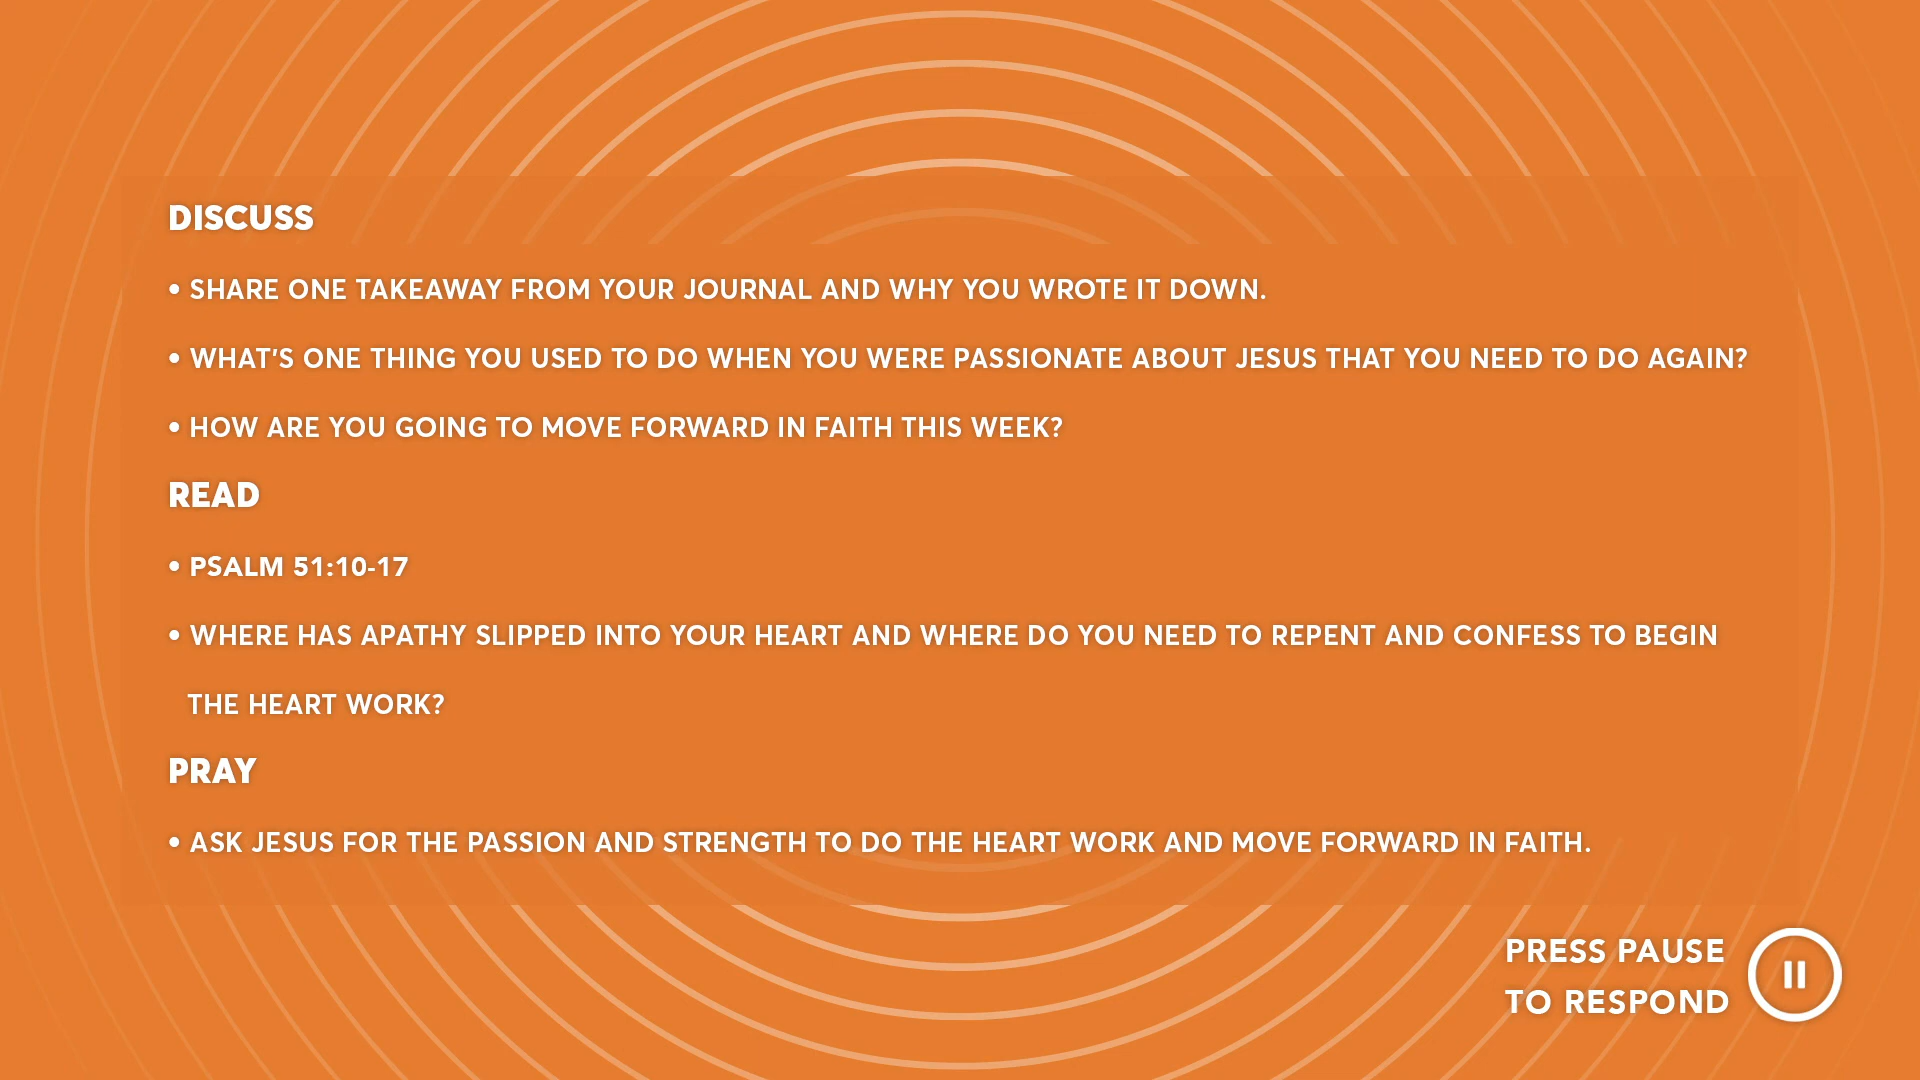 DISCUSS
• SHARE ONE TAKEAWAY FROM YOUR JOURNAL AND WHY YOU WROTE IT DOWN.
• WHAT'S ONE THING YOU USED TO DO WHEN YOU WERE PASSIONATE ABOUT JESUS THAT YOU NEED TO DO AGAIN?
• HOW ARE YOU GOING TO MOVE FORWARD IN FAITH THIS WEEK?
READ
• PSALM 51:10-17
• WHERE HAS APATHY SLIPPED INTO YOUR HEART AND WHERE DO YOU NEED TO REPENT AND CONFESS TO BEGIN
THE HEART WORK?
PRAY
• ASK JESUS FOR THE PASSION AND STRENGTH TO DO THE HEART WORK AND MOVE FORWARD IN FAITH.
PRESS PAUSE
TO RESPOND